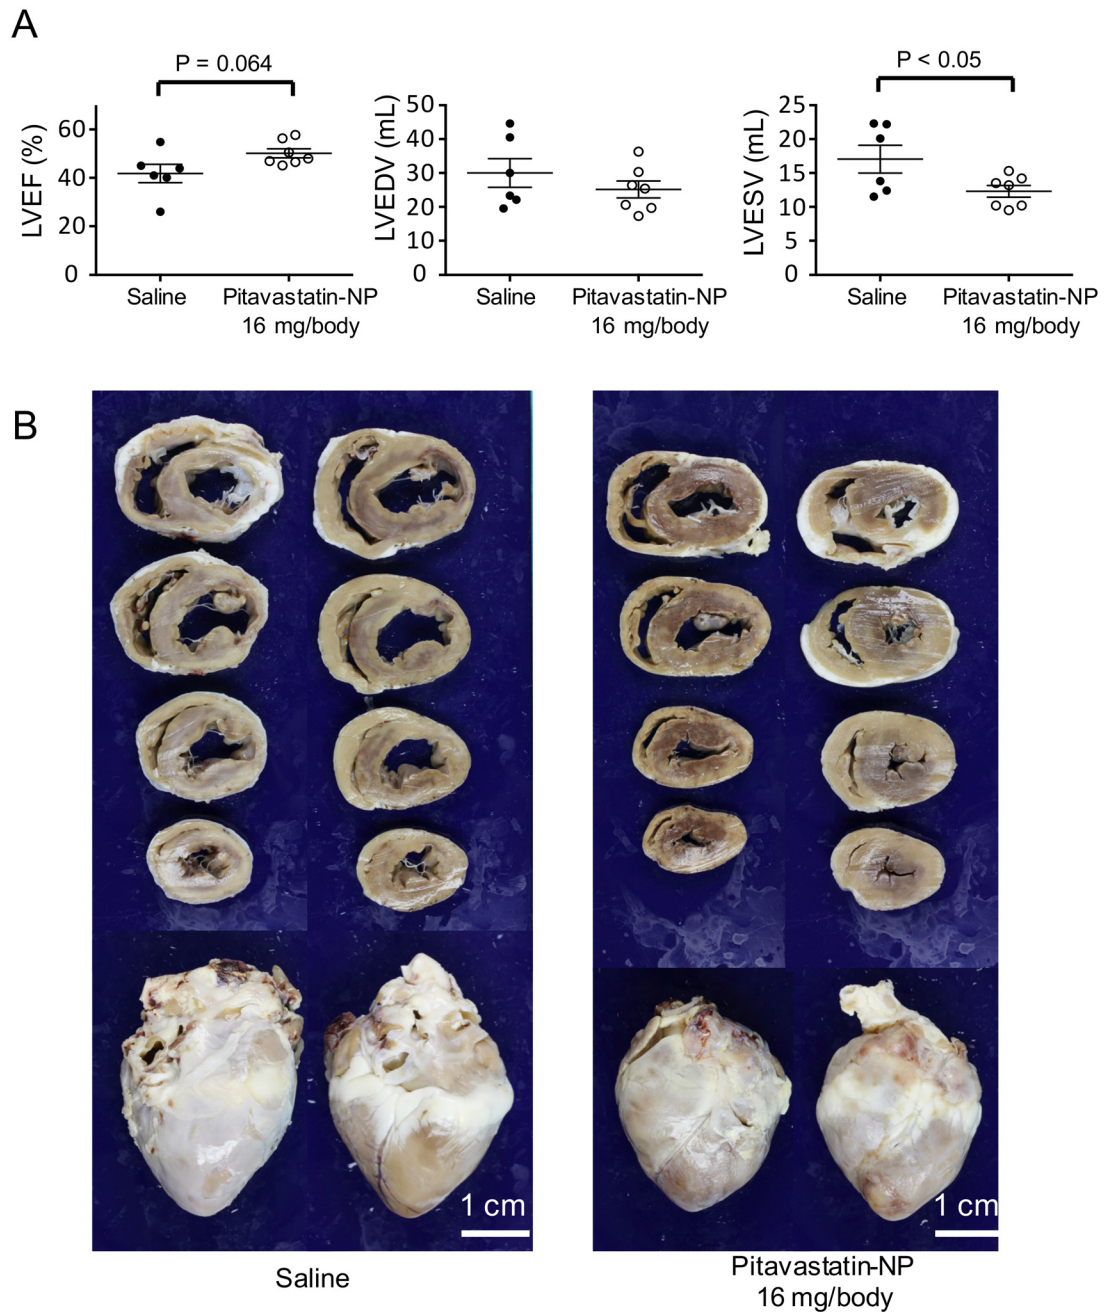 A
P = 0.064
P < 0.05
LVEF (%)
60
40
20
0
Saline
Pitavastatin-NP
16 mg/body
LVEDV (mL)
50
40
30
20
10
0
Saline
Pitavastatin-NP
16 mg/body
LVESV (mL)
25
20
15
10
5
0
Saline
Pitavastatin-NP
16 mg/body
B
1 cm
1 cm
Saline
Pitavastatin-NP
16 mg/body